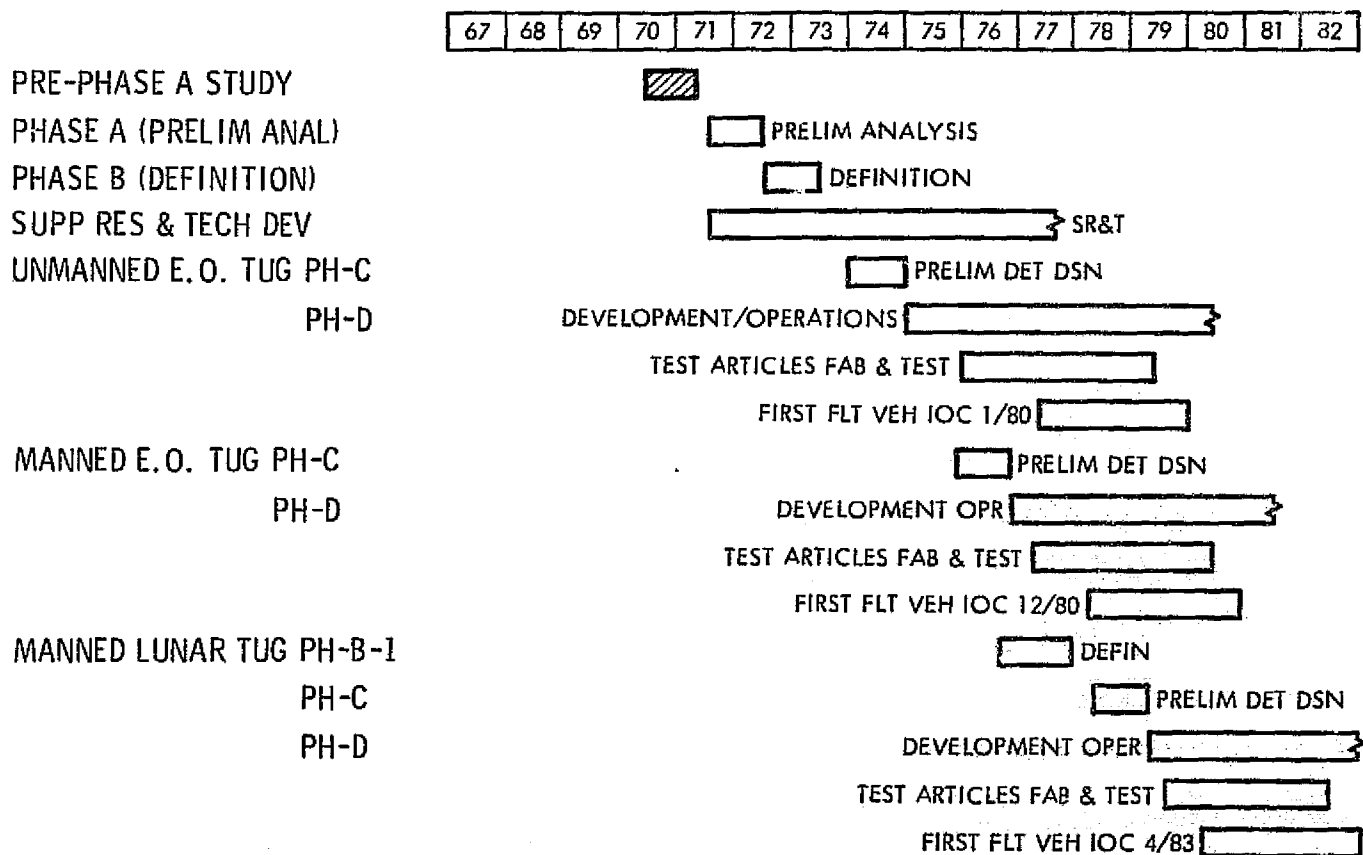 67 68 69 70 71 72 73 74 75 76 77 78 79 80 81 82
PRE-PHASE A STUDY
PHASE A (PRELIM ANAL) PRELIM ANALYSIS
PHASE B (DEFINITION) DEFINITION
SUPP RES & TECH DEV SR&T
UNMANNED E.O. TUG PH-C PRELIM DET DSN
PH-D DEVELOPMENT/OPERATIONS
TEST ARTICLES FAB & TEST
FIRST FLT VEH IOC 1/80
MANNED E.O. TUG PH-C PRELIM DET DSN
PH-D DEVELOPMENT OPR
TEST ARTICLES FAB & TEST
FIRST FLT VEH IOC 12/80
MANNED LUNAR TUG PH-B-1 DEFIN
PH-C PRELIM DET DSN
PH-D DEVELOPMENT OPER
TEST ARTICLES FAB & TEST
FIRST FLT VEH IOC 4/83